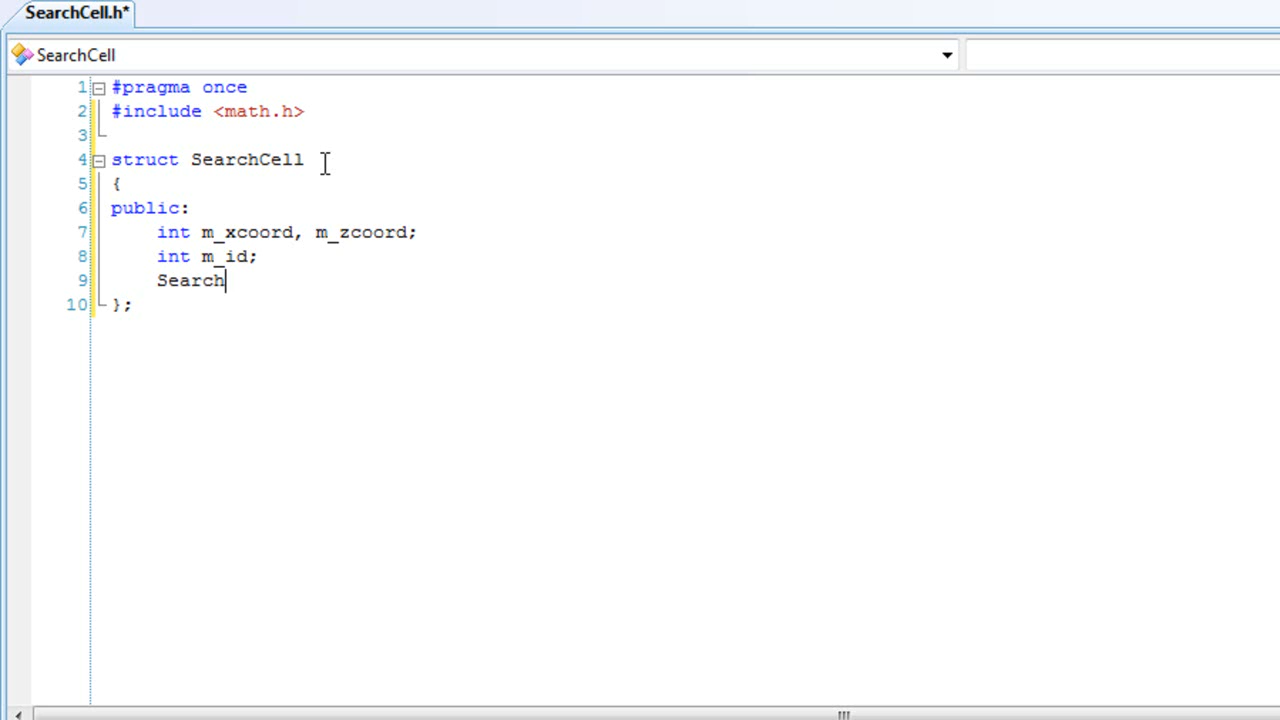 SearchCell.h*
SearchCell
1 #pragma once
2 #include <math.h>
3
4 struct SearchCell
5 {
6 public:
7 int m_xcoord, m_zcoord;
8 int m_id;
9 Search
10 };